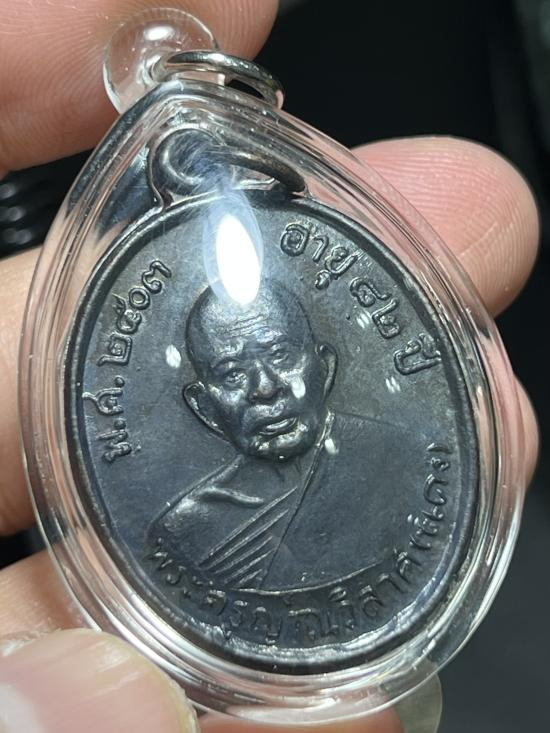 พ.ศ. ๒๕๐๓
อายุ ๘๒ ปี
พระครูญาณวิลาศ (แดง)